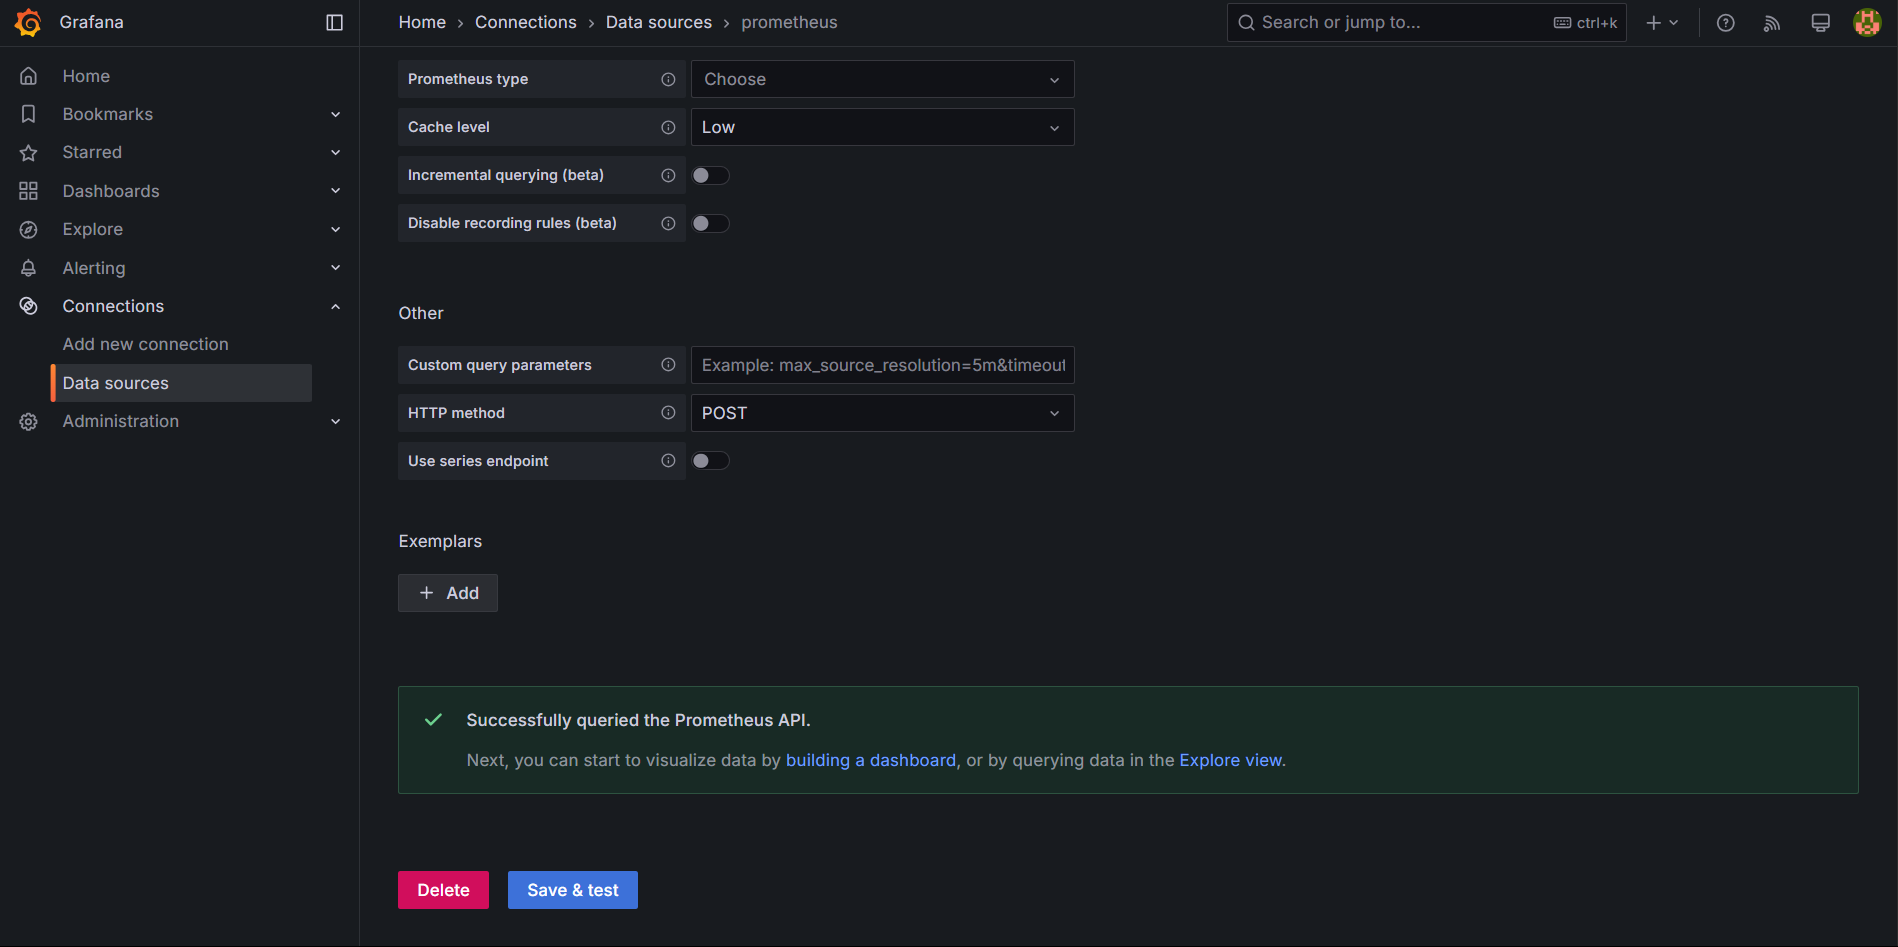 Grafana
Home › Connections › Data sources › prometheus
Search or jump to...
ctrl+k
Home
Bookmarks
Starred
Dashboards
Explore
Alerting
Connections
Add new connection
Data sources
Administration
Prometheus type
Choose
Cache level
Low
Incremental querying (beta)
Disable recording rules (beta)
Other
Custom query parameters
Example: max_source_resolution=5m&timeout
HTTP method
POST
Use series endpoint
Exemplars
Add
Successfully queried the Prometheus API.
Next, you can start to visualize data by building a dashboard, or by querying data in the Explore view.
Delete
Save & test